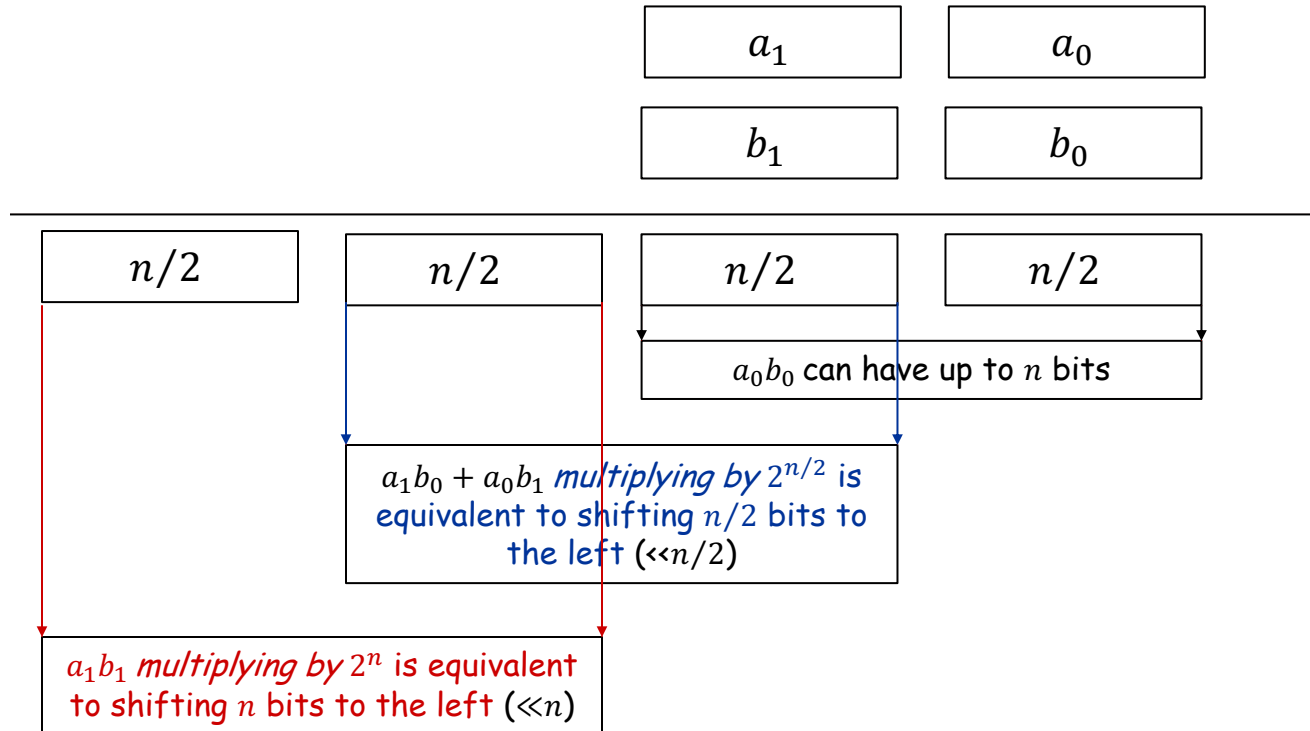 a₁ a₀
b₁ b₀
n/2 n/2 n/2 n/2
a₀b₀ can have up to n bits
a₁b₀ + a₀b₁ multiplying by 2^{n/2} is
equivalent to shifting n/2 bits to
the left (<<n/2)
a₁b₁ multiplying by 2ⁿ is equivalent
to shifting n bits to the left (≪n)